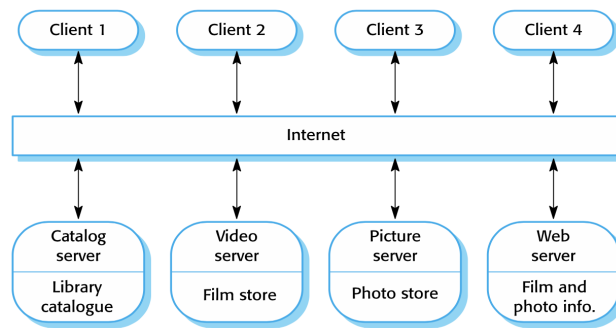 Client 1
Client 2
Client 3
Client 4
Internet
Catalog
server
Library
catalogue
Video
server
Film store
Picture
server
Photo store
Web
server
Film and
photo info.